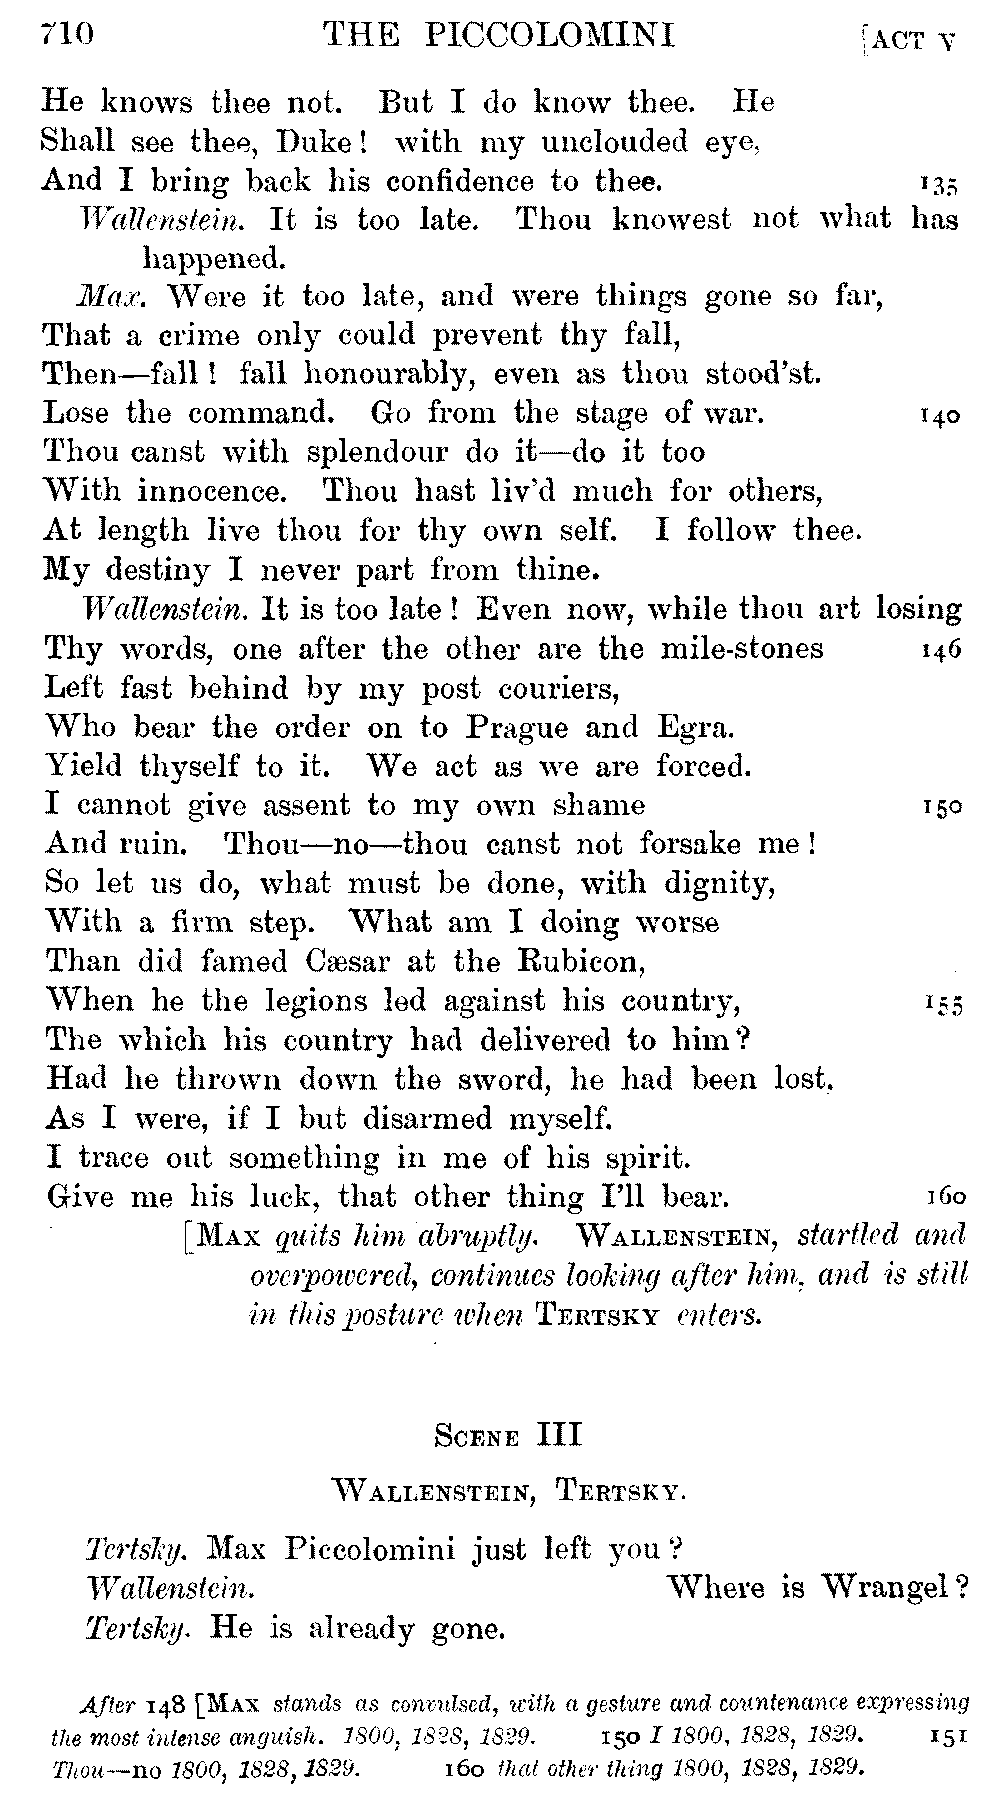 710 THE PICCOLOMINI [ACT V
He knows thee not. But I do know thee. He
Shall see thee, Duke! with my unclouded eye,
And I bring back his confidence to thee. 135
Wallenstein. It is too late. Thou knowest not what has
happened.
Max. Were it too late, and were things gone so far,
That a crime only could prevent thy fall,
Then—fall! fall honourably, even as thou stood'st.
Lose the command. Go from the stage of war. 140
Thou canst with splendour do it—do it too
With innocence. Thou hast liv'd much for others,
At length live thou for thy own self. I follow thee.
My destiny I never part from thine.
Wallenstein. It is too late! Even now, while thou art losing
Thy words, one after the other are the mile-stones 146
Left fast behind by my post couriers,
Who bear the order on to Prague and Egra.
Yield thyself to it. We act as we are forced.
I cannot give assent to my own shame 150
And ruin. Thou—no—thou canst not forsake me!
So let us do, what must be done, with dignity,
With a firm step. What am I doing worse
Than did famed Cæsar at the Rubicon,
When he the legions led against his country, 155
The which his country had delivered to him?
Had he thrown down the sword, he had been lost.
As I were, if I but disarmed myself.
I trace out something in me of his spirit.
Give me his luck, that other thing I'll bear. 160
[MAX quits him abruptly. WALLENSTEIN, startled and
overpowered, continues looking after him, and is still
in this posture when TERTSKY enters.
SCENE III
WALLENSTEIN, TERTSKY.
Tertsky. Max Piccolomini just left you?
Wallenstein. Where is Wrangel?
Tertsky. He is already gone.
After 148 [MAX stands as convulsed, with a gesture and countenance expressing
the most intense anguish. 1800, 1828, 1829. 150 I 1800, 1828, 1829. 151
Thou—no 1800, 1828, 1829. 160 that other thing 1800, 1828, 1829.